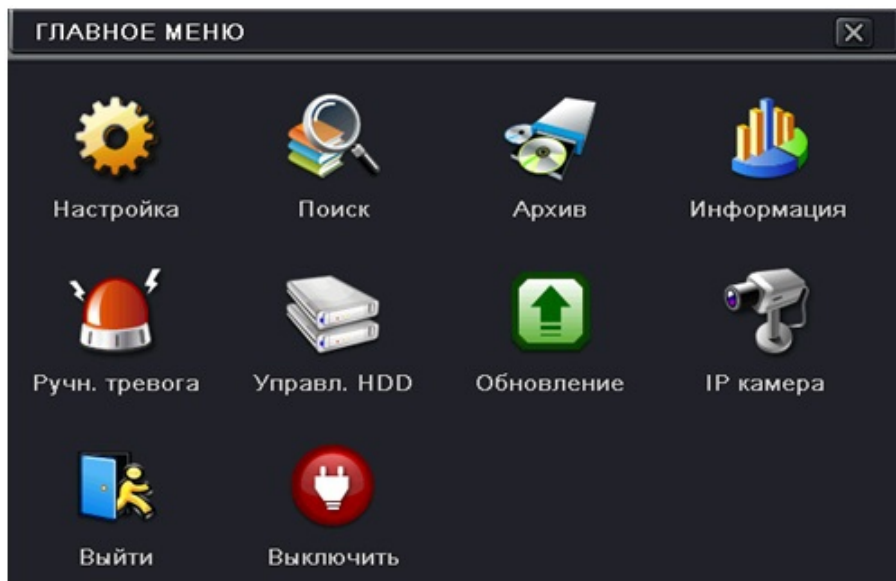 ГЛАВНОЕ МЕНЮ
Настройка
Поиск
Архив
Информация
Ручн. тревога
Управл. HDD
Обновление
IP камера
Выйти
Выключить